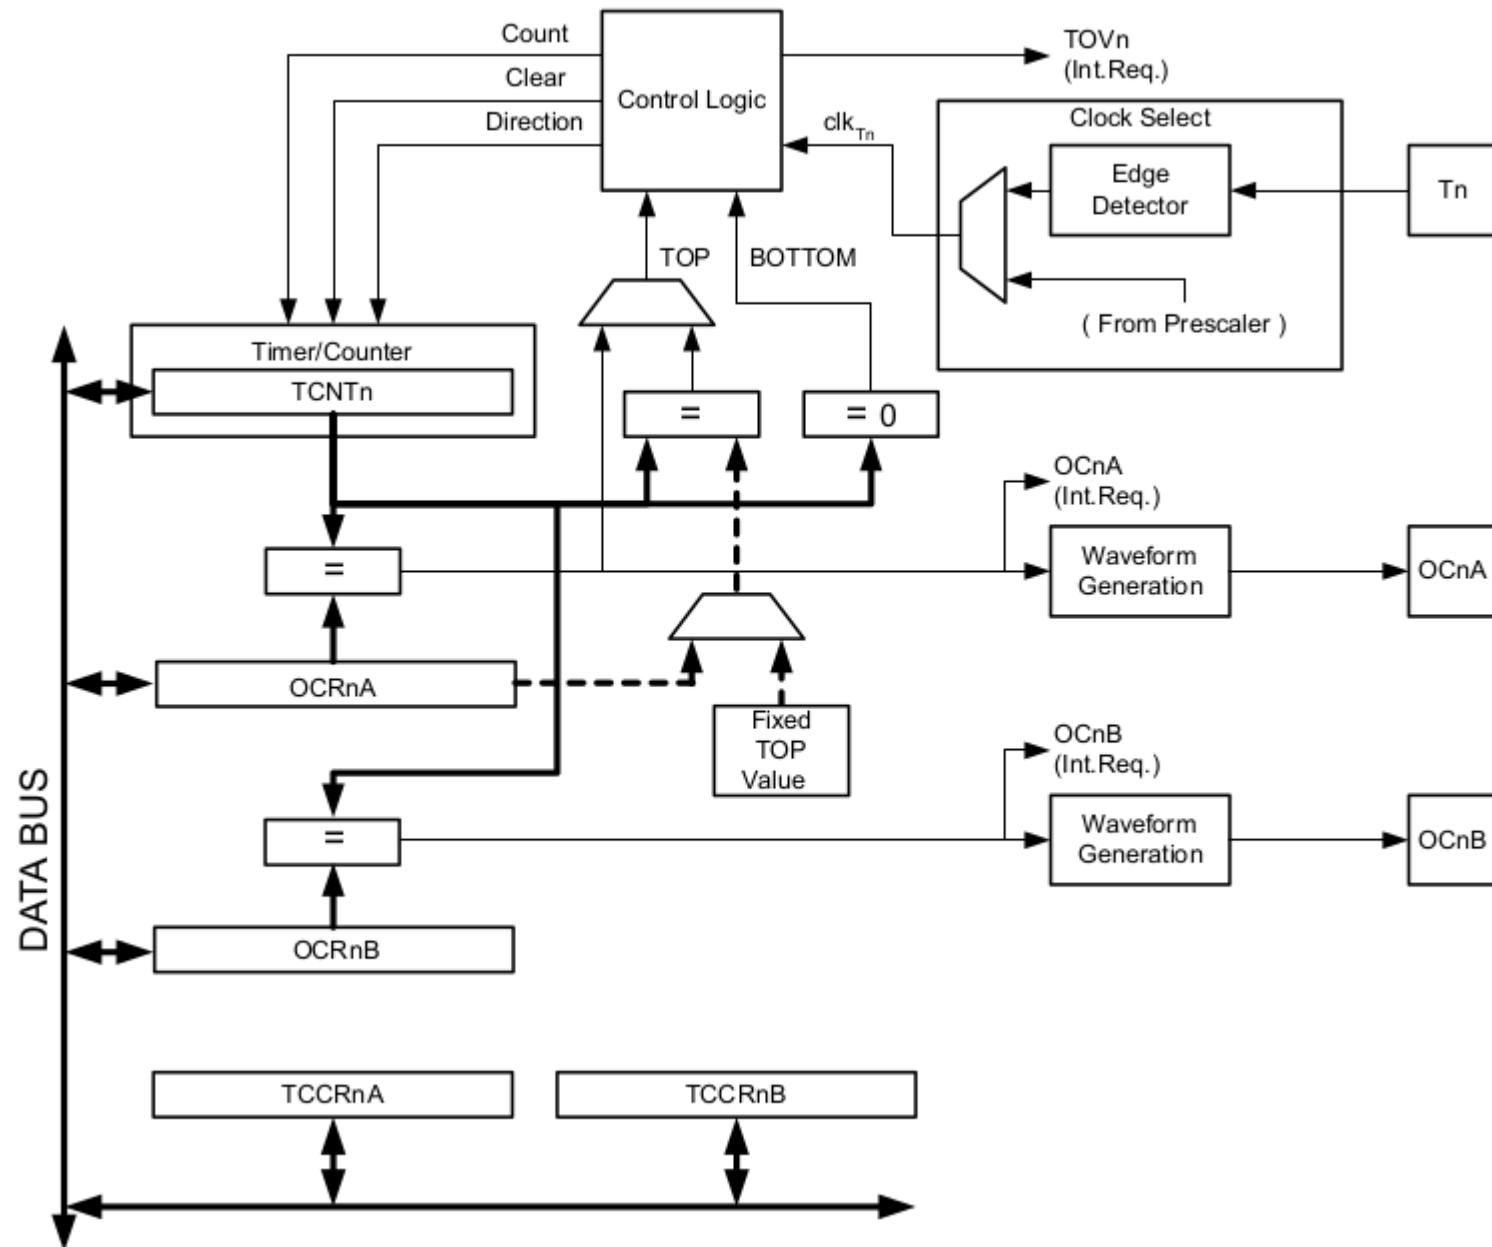 Count
Clear
Direction
Control Logic
TOVn
(Int.Req.)
clkTn
Clock Select
Edge
Detector
Tn
( From Prescaler )
TOP
BOTTOM
Timer/Counter
TCNTn
=
= 0
OCnA
(Int.Req.)
=
Waveform
Generation
OCnA
OCRnA
Fixed
TOP
Value
OCnB
(Int.Req.)
=
Waveform
Generation
OCnB
OCRnB
DATA BUS
TCCRnA
TCCRnB